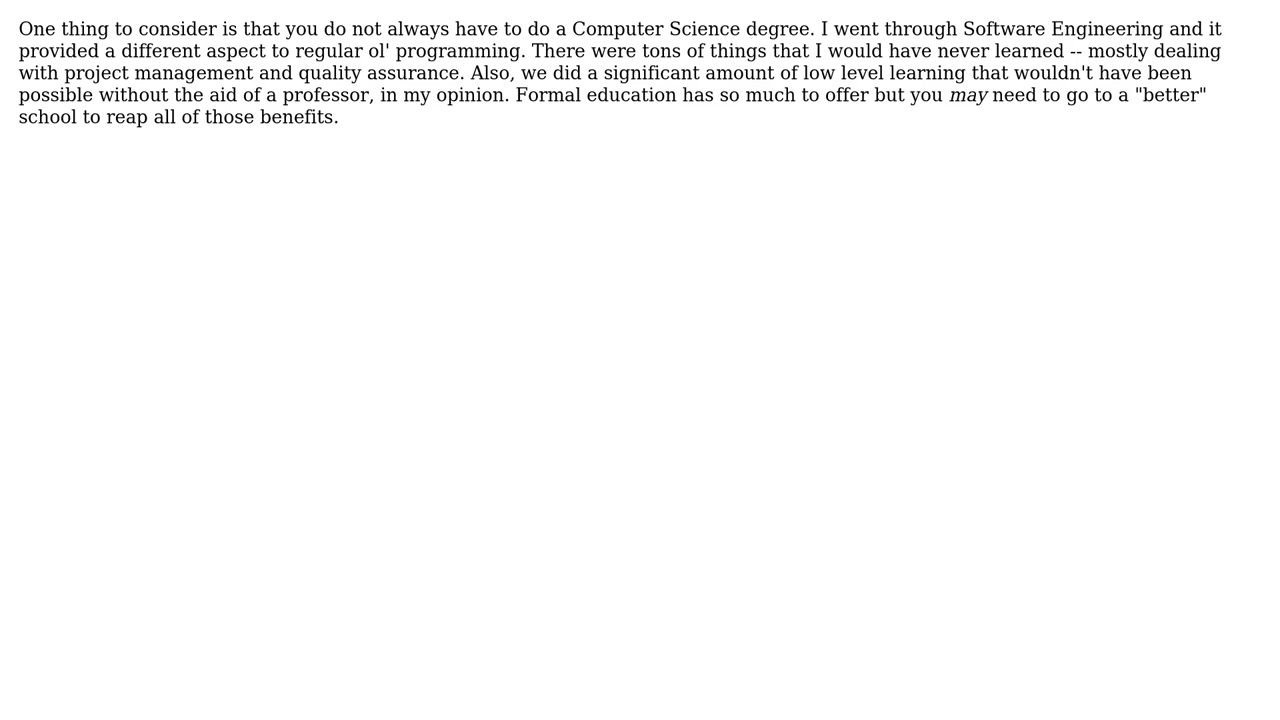 One thing to consider is that you do not always have to do a Computer Science degree. I went through Software Engineering and it
provided a different aspect to regular ol' programming. There were tons of things that I would have never learned -- mostly dealing
with project management and quality assurance. Also, we did a significant amount of low level learning that wouldn't have been
possible without the aid of a professor, in my opinion. Formal education has so much to offer but you may need to go to a "better"
school to reap all of those benefits.